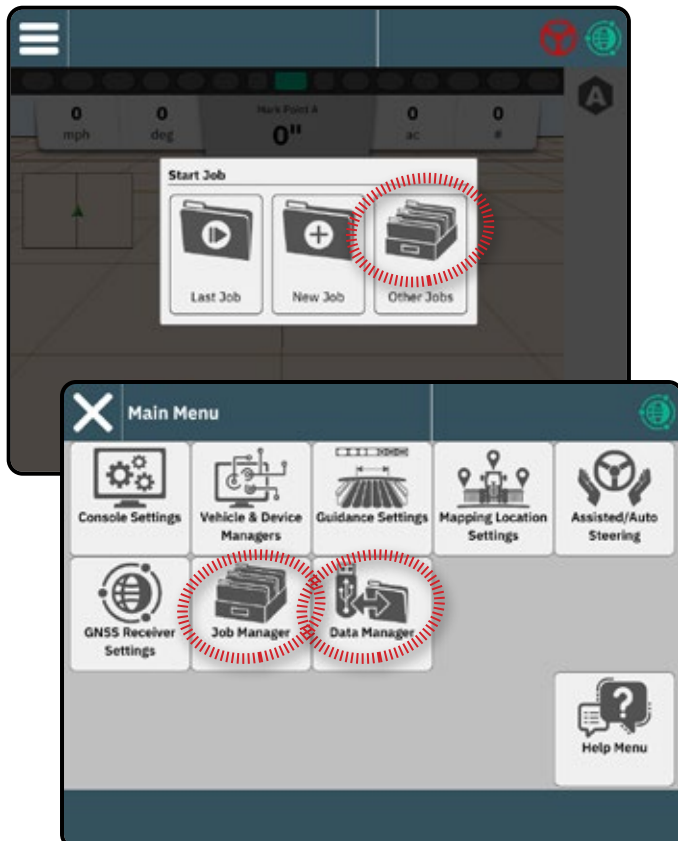 Mark Point A
0 0 0" 0 0
mph deg ac #
A
Start Job
Last Job New Job Other Jobs
Main Menu
Console Settings Vehicle & Device Guidance Settings Mapping Location Assisted/Auto
Managers Settings Steering
GNSS Receiver Job Manager Data Manager
Settings
?
Help Menu